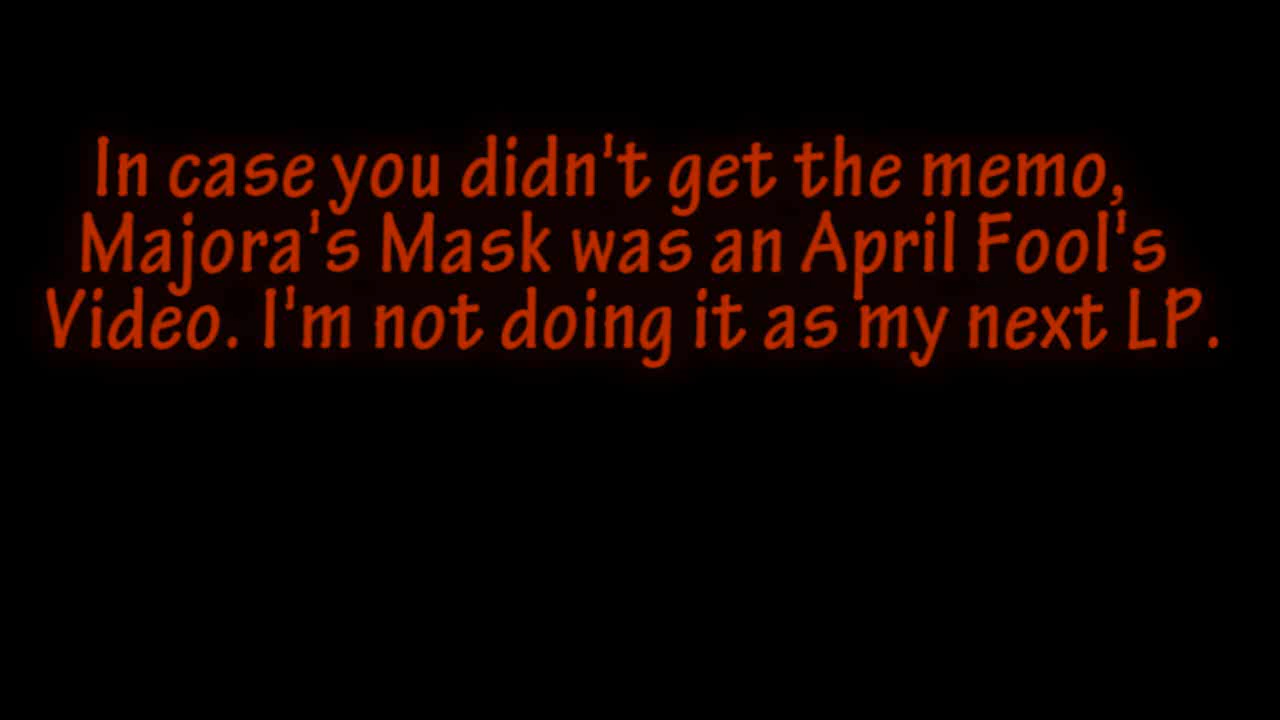 In case you didn't get the memo,
Majora's Mask was an April Fool's
Video. I'm not doing it as my next LP.